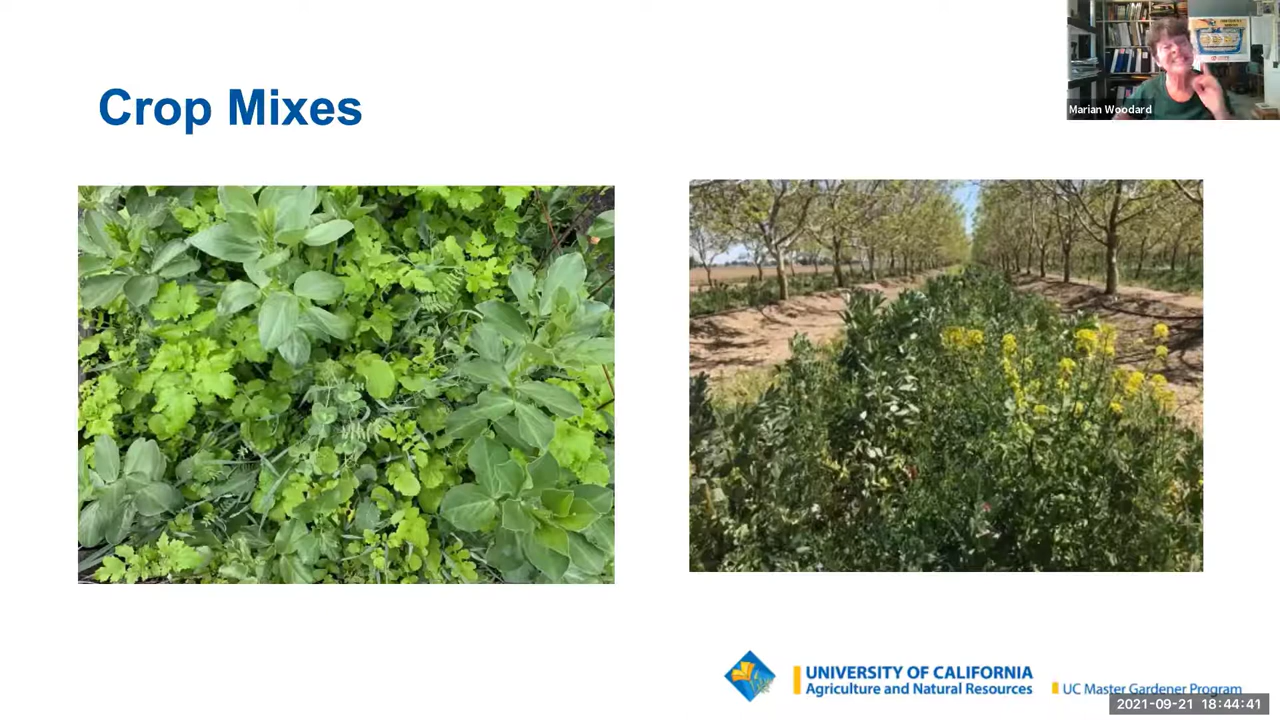 Crop Mixes
Marian Woodard
UNIVERSITY OF CALIFORNIA
Agriculture and Natural Resources
UC Master Gardener Program
2021-09-21 18:44:41